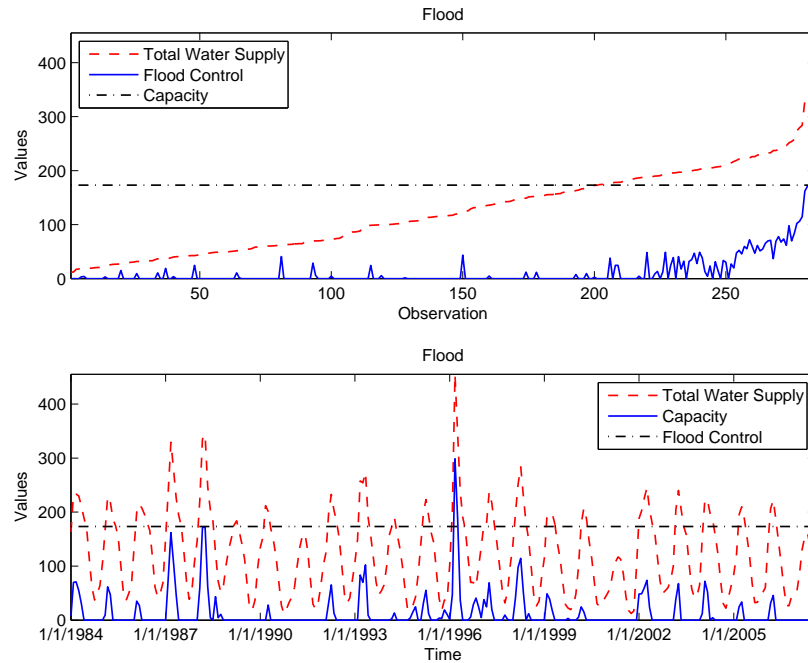 Flood
400
300
200
100
0
Values
Total Water Supply
Flood Control
Capacity
50
100
150
200
250
Observation
Flood
400
300
200
100
0
Values
Total Water Supply
Capacity
Flood Control
1/1/1984
1/1/1987
1/1/1990
1/1/1993
1/1/1996
1/1/1999
1/1/2002
1/1/2005
Time